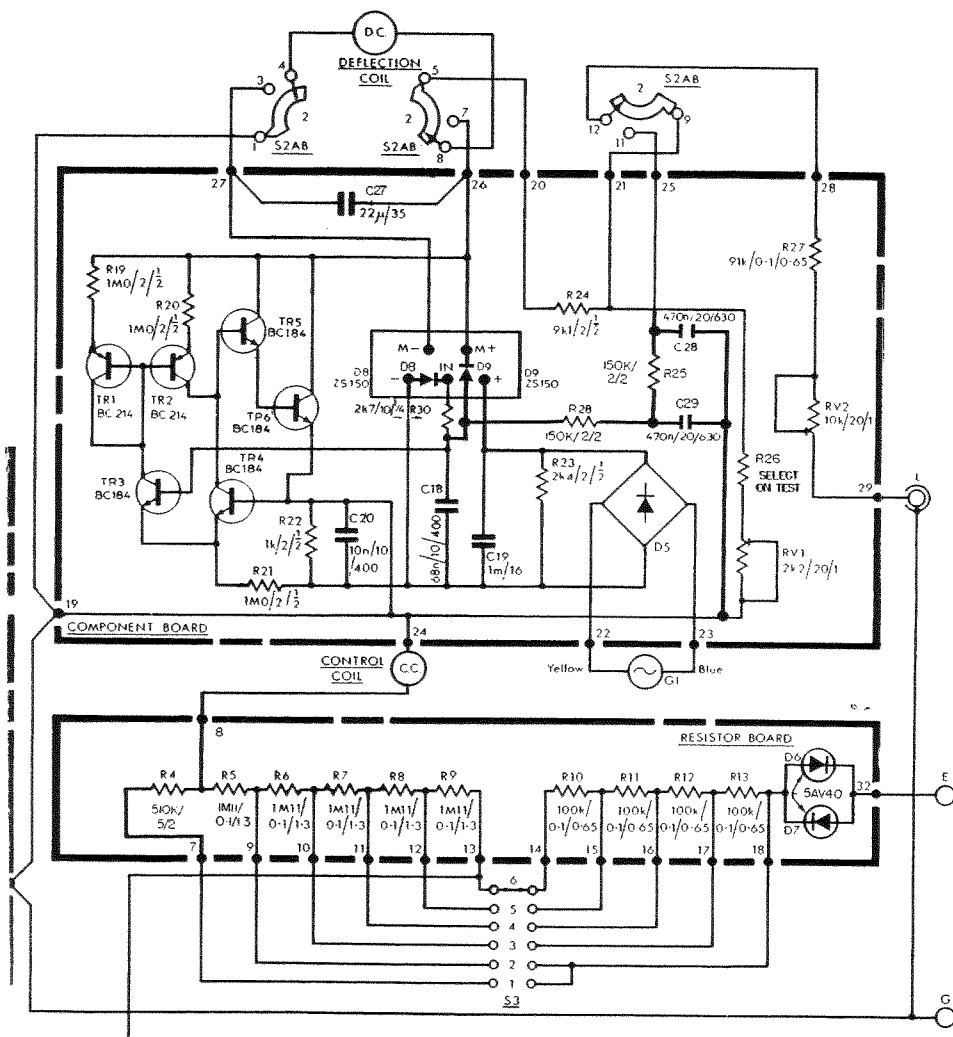 D.C.
DEFLECTION
COIL
S2AB
3
4
1
2
S2AB
5
2
7
8
S2AB
2
12
9
11
27
26
20
21
25
28
C27
22µ/35
R19
1M0/2/½
R20
1M0/2/½
TR5
BC184
TR1
BC 214
TR2
BC 214
TR6
BC184
TR3
BC184
TR4
BC184
M-
M+
D8
ZS150
D8
IN
D9
-
+
D9
ZS150
2k7/10/¼
R30
R24
9k1/2/½
470n/20/630
C28
150K/
2/2
R25
R28
150K/2/2
C29
470n/20/630
R27
91k/0·1/0·65
RV2
10k/20/1
R26
SELECT
ON TEST
RV1
2k2/20/1
29
L
R22
1k/2/½
C20
10n/10
/400
C18
68n/10/400
C19
1m/16
R23
2k4/2/½
D5
R21
1M0/2/½
19
COMPONENT BOARD
24
22
23
CONTROL
COIL
CC
Yellow
G1
Blue
8
RESISTOR BOARD
R4
510K/
5/2
R5
1M11/
0·1/1·3
R6
1M11/
0·1/1·3
R7
1M11/
0·1/1·3
R8
1M11/
0·1/1·3
R9
1M11/
0·1/1·3
R10
100k/
0·1/0·65
R11
100k/
0·1/0·65
R12
100k/
0·1/0·65
R13
100k/
0·1/0·65
D6
5AV40
D7
32
E
7
9
10
11
12
13
14
15
16
17
18
6
5
4
3
2
1
S3
G